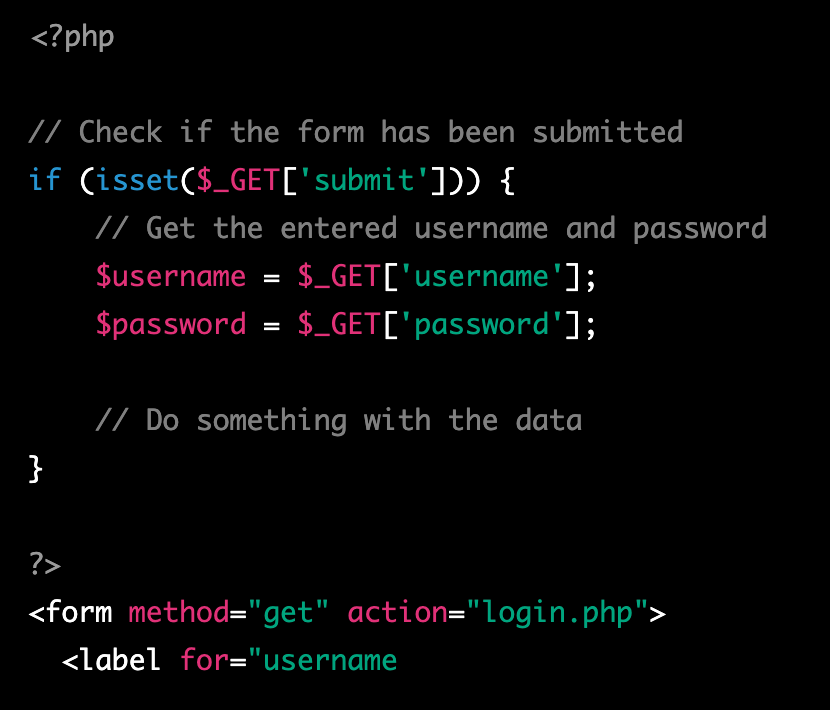 <?php
// Check if the form has been submitted
if (isset($_GET['submit'])) {
    // Get the entered username and password
    $username = $_GET['username'];
    $password = $_GET['password'];
    // Do something with the data
}
?>
<form method="get" action="login.php">
  <label for="username